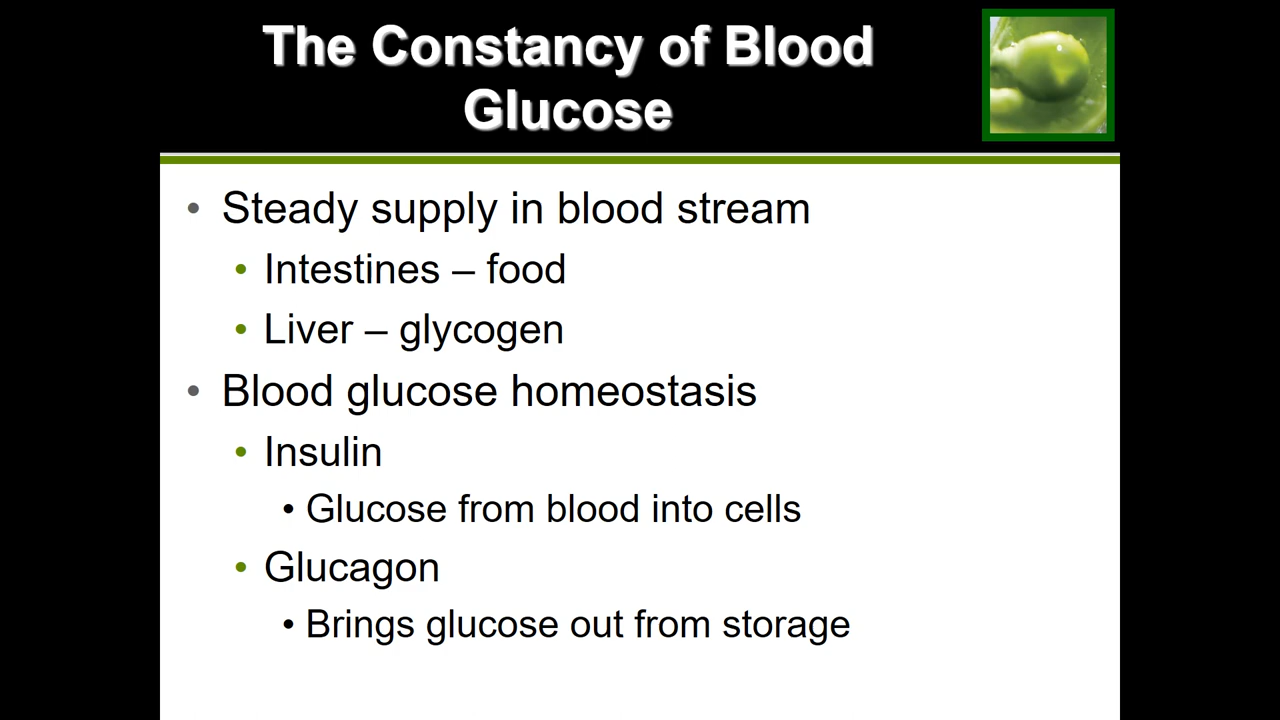 The Constancy of Blood
Glucose
• Steady supply in blood stream
• Intestines – food
• Liver – glycogen
• Blood glucose homeostasis
• Insulin
• Glucose from blood into cells
• Glucagon
• Brings glucose out from storage